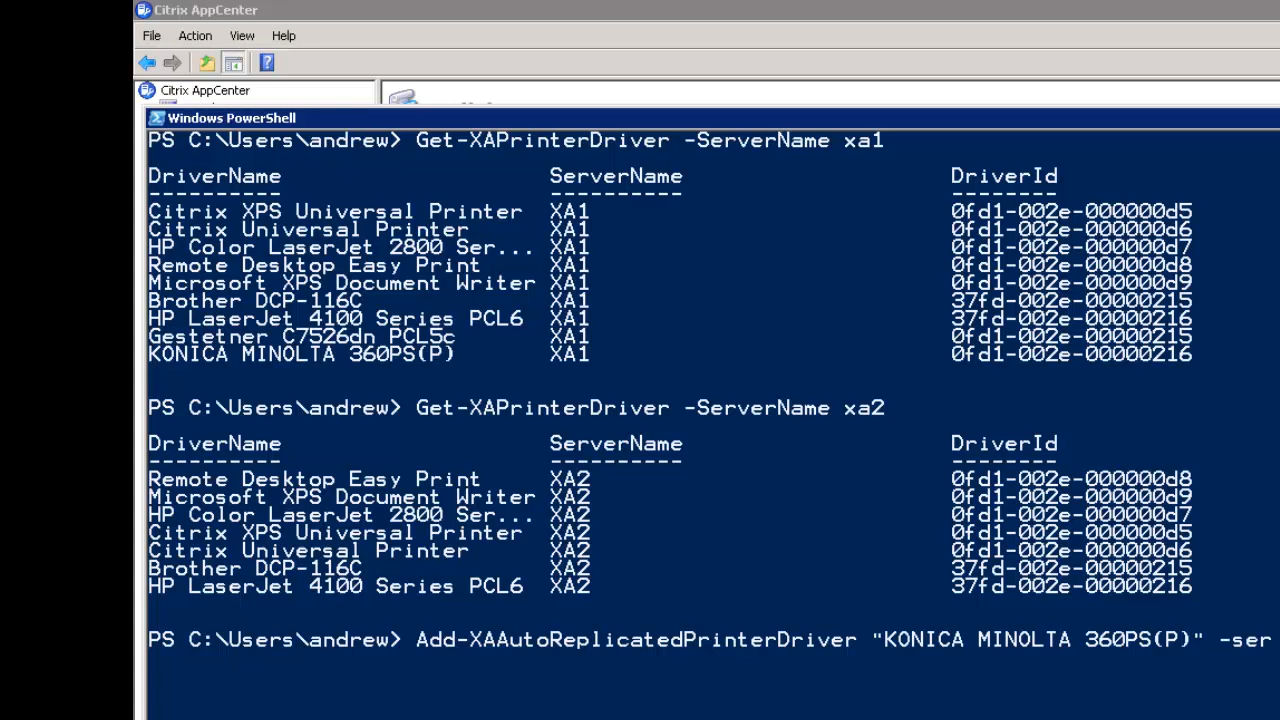 Citrix AppCenter
File Action View Help
Citrix AppCenter
Windows PowerShell
PS C:\Users\andrew> Get-XAPrinterDriver -ServerName xa1
DriverName ServerName DriverId
---------- ---------- --------
Citrix XPS Universal Printer XA1 0fd1-002e-000000d5
Citrix Universal Printer XA1 0fd1-002e-000000d6
HP Color LaserJet 2800 Ser... XA1 0fd1-002e-000000d7
Remote Desktop Easy Print XA1 0fd1-002e-000000d8
Microsoft XPS Document Writer XA1 0fd1-002e-000000d9
Brother DCP-116C XA1 37fd-002e-00000215
HP LaserJet 4100 Series PCL6 XA1 37fd-002e-00000216
Gestetner C7526dn PCL5c XA1 0fd1-002e-00000215
KONICA MINOLTA 360PS(P) XA1 0fd1-002e-00000216
PS C:\Users\andrew> Get-XAPrinterDriver -ServerName xa2
DriverName ServerName DriverId
---------- ---------- --------
Remote Desktop Easy Print XA2 0fd1-002e-000000d8
Microsoft XPS Document Writer XA2 0fd1-002e-000000d9
HP Color LaserJet 2800 Ser... XA2 0fd1-002e-000000d7
Citrix XPS Universal Printer XA2 0fd1-002e-000000d5
Citrix Universal Printer XA2 0fd1-002e-000000d6
Brother DCP-116C XA2 37fd-002e-00000215
HP LaserJet 4100 Series PCL6 XA2 37fd-002e-00000216
PS C:\Users\andrew> Add-XAAutoReplicatedPrinterDriver "KONICA MINOLTA 360PS(P)" -ser